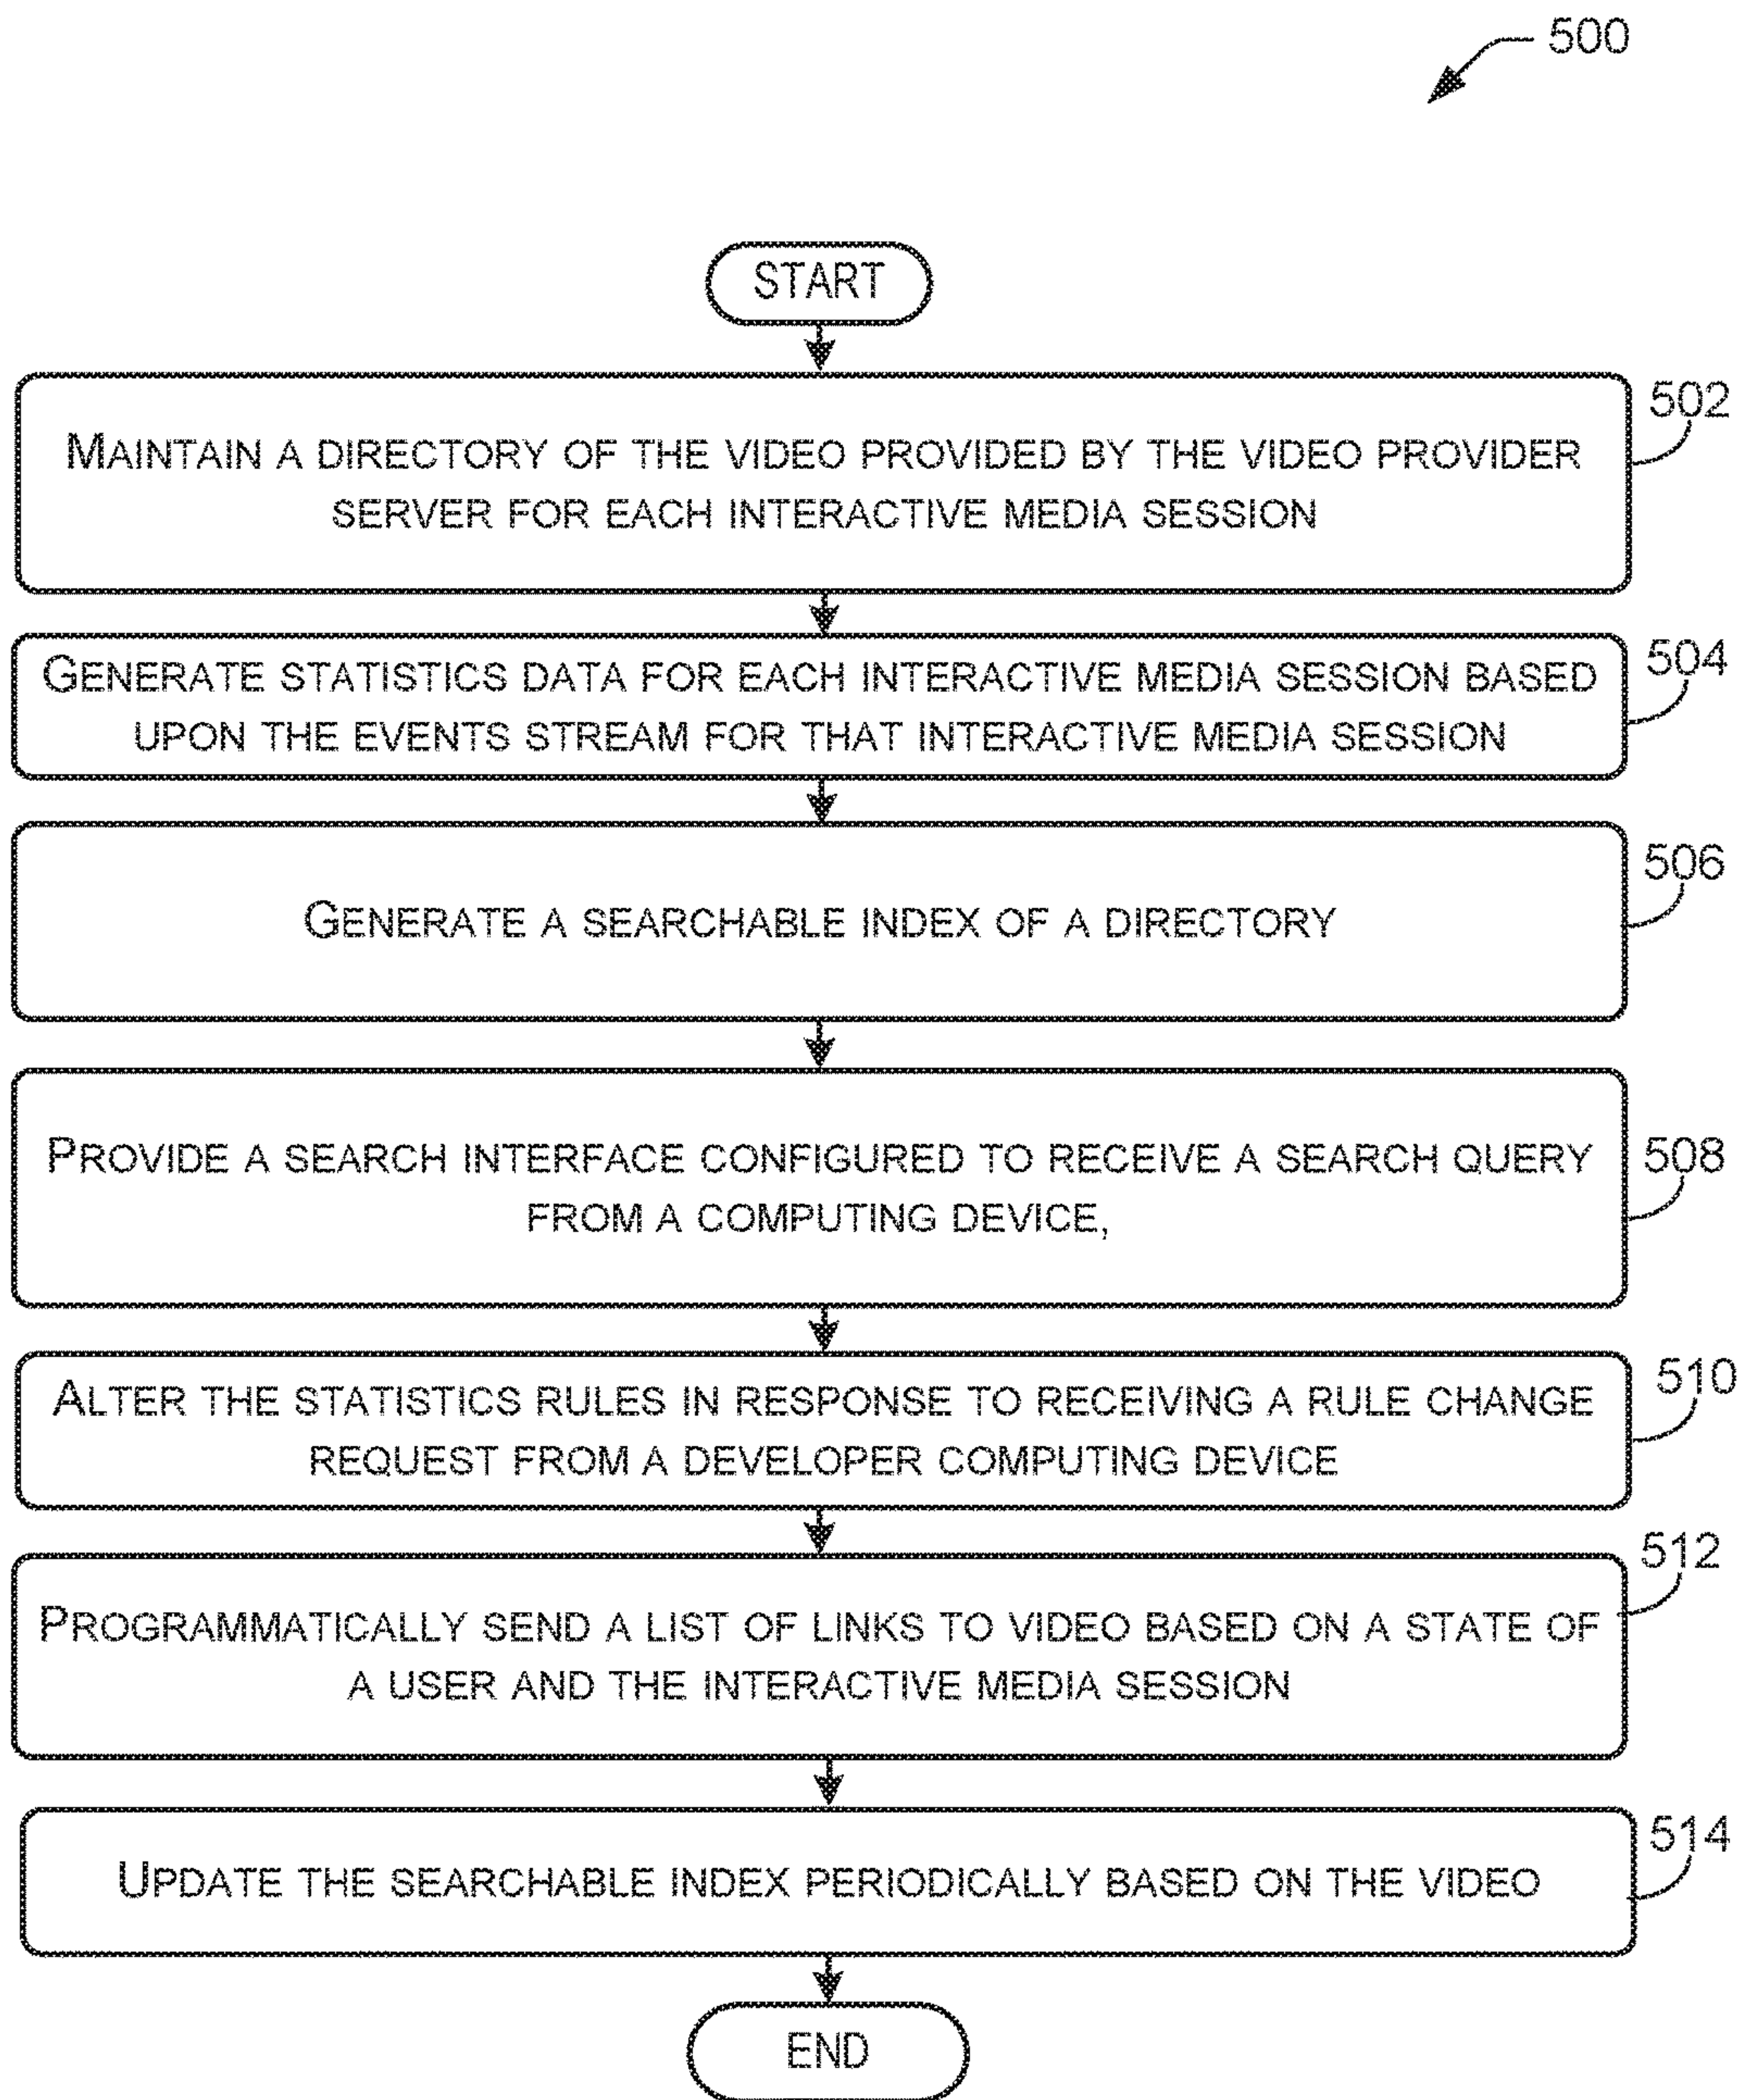 500
START
MAINTAIN A DIRECTORY OF THE VIDEO PROVIDED BY THE VIDEO PROVIDER
SERVER FOR EACH INTERACTIVE MEDIA SESSION
502
GENERATE STATISTICS DATA FOR EACH INTERACTIVE MEDIA SESSION BASED
UPON THE EVENTS STREAM FOR THAT INTERACTIVE MEDIA SESSION
504
GENERATE A SEARCHABLE INDEX OF A DIRECTORY
506
PROVIDE A SEARCH INTERFACE CONFIGURED TO RECEIVE A SEARCH QUERY
FROM A COMPUTING DEVICE,
508
ALTER THE STATISTICS RULES IN RESPONSE TO RECEIVING A RULE CHANGE
REQUEST FROM A DEVELOPER COMPUTING DEVICE
510
PROGRAMMATICALLY SEND A LIST OF LINKS TO VIDEO BASED ON A STATE OF
A USER AND THE INTERACTIVE MEDIA SESSION
512
UPDATE THE SEARCHABLE INDEX PERIODICALLY BASED ON THE VIDEO
514
END